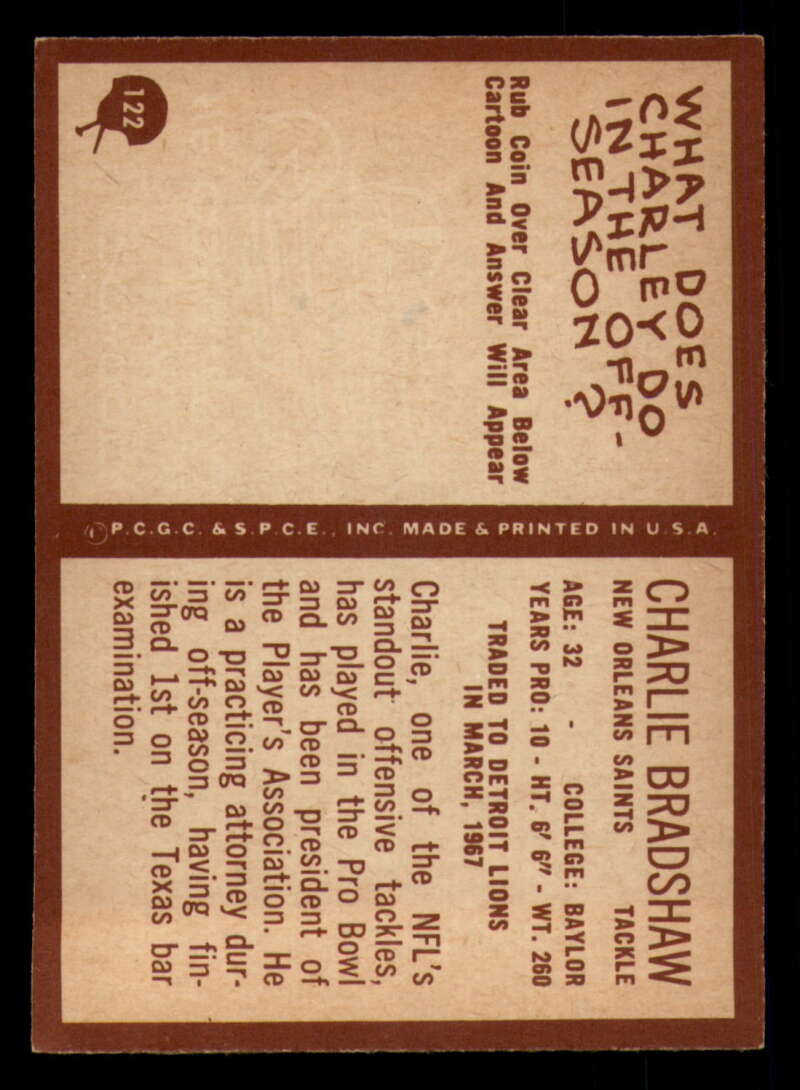 122
WHAT DOES
CHARLEY DO
IN THE OFF-
SEASON?
Rub Coin Over Clear Area Below
Cartoon And Answer Will Appear
©P.C.G.C. & S.P.C.E., INC. MADE & PRINTED IN U.S.A.
CHARLIE BRADSHAW
NEW ORLEANS SAINTS TACKLE
AGE: 32 - COLLEGE: BAYLOR
YEARS PRO: 10 - HT. 6' 6" - WT. 260
TRADED TO DETROIT LIONS
IN MARCH, 1967
Charlie, one of the NFL's
standout offensive tackles,
has played in the Pro Bowl
and has been president of
the Player's Association. He
is a practicing attorney dur-
ing off-season, having fin-
ished 1st on the Texas bar
examination.